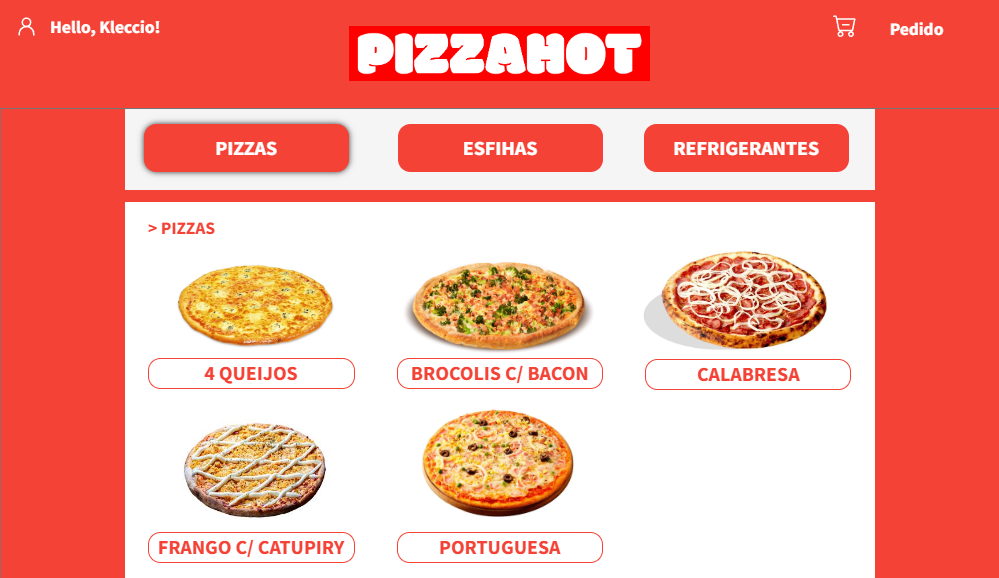 Hello, Kleccio!
PIZZAHOT
Pedido
PIZZAS
ESFIHAS
REFRIGERANTES
> PIZZAS
4 QUEIJOS
BROCOLIS C/ BACON
CALABRESA
FRANGO C/ CATUPIRY
PORTUGUESA